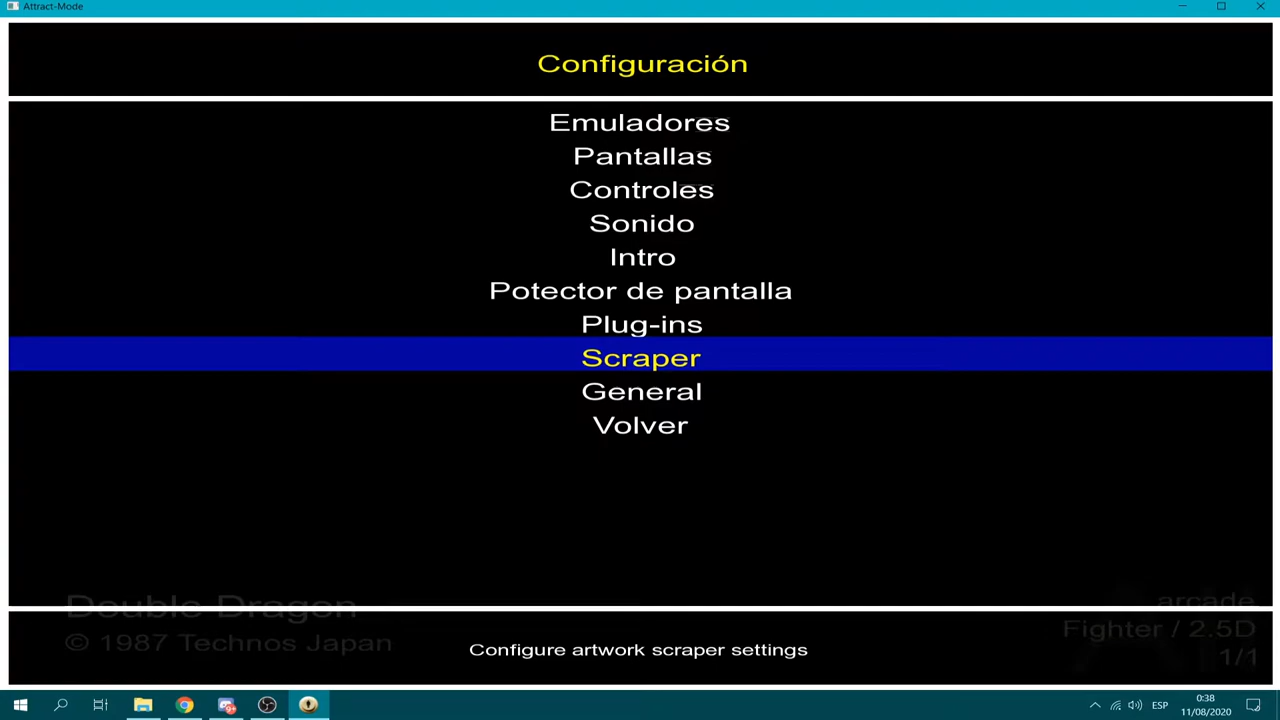 Attract-Mode
Configuración
Emuladores
Pantallas
Controles
Sonido
Intro
Potector de pantalla
Plug-ins
Scraper
General
Volver
Double Dragon
© 1987 Technos Japan
arcade
Fighter / 2.5D
1/1
Configure artwork scraper settings
ESP
0:38
11/08/2020